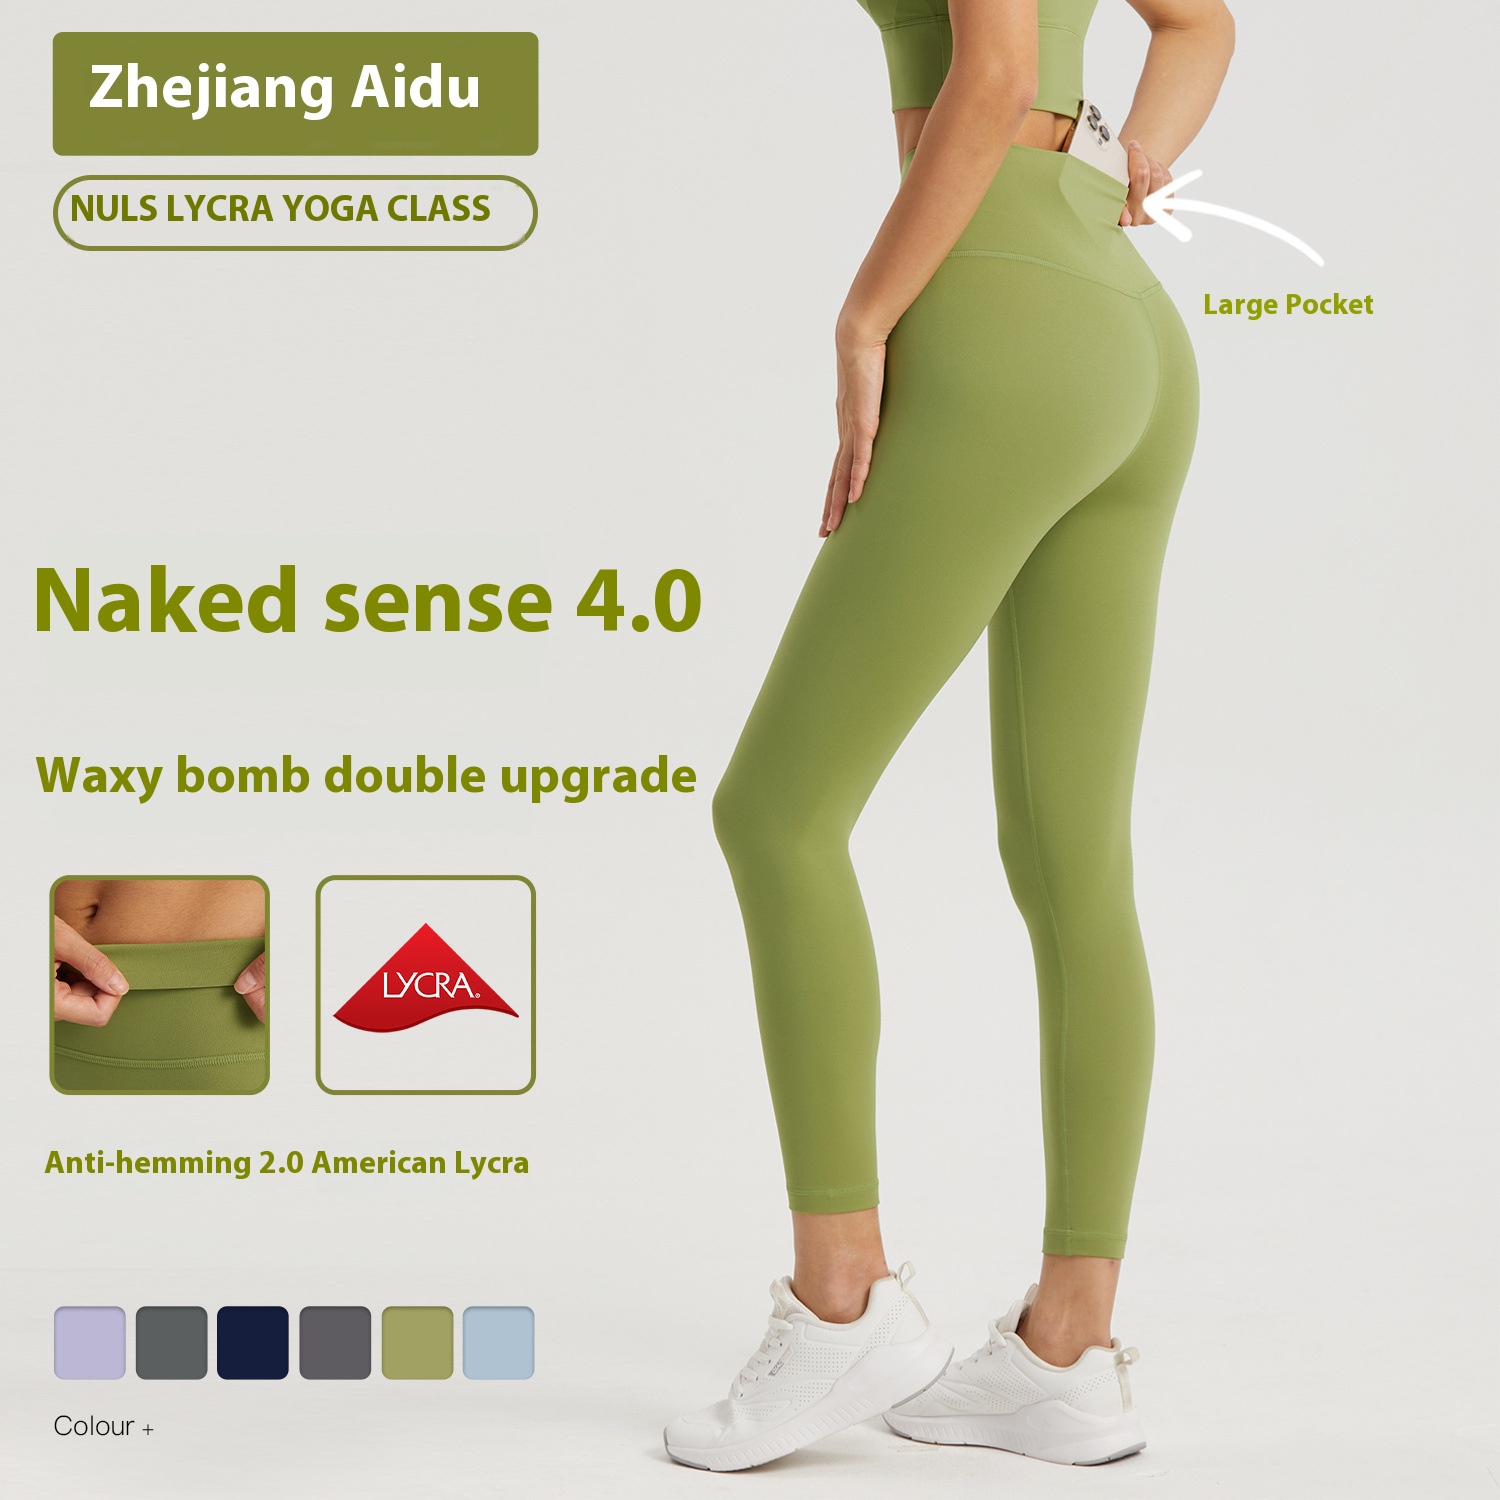 Zhejiang Aidu
NULS LYCRA YOGA CLASS
Large Pocket
Naked sense 4.0
Waxy bomb double upgrade
LYCRA®
Anti-hemming 2.0 American Lycra
Colour +